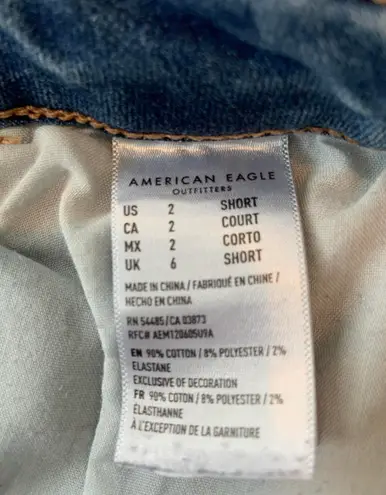 AMERICAN EAGLE
OUTFITTERS
US 2 SHORT
CA 2 COURT
MX 2 CORTO
UK 6 SHORT
MADE IN CHINA / FABRIQUÉ EN CHINE /
HECHO EN CHINA
RN 54485/CA 03873
RFC# AEM120605U9A
EN 90% COTTON / 8% POLYESTER / 2%
ELASTANE
EXCLUSIVE OF DECORATION
FR 90% COTON / 8% POLYESTER / 2%
ÉLASTHANNE
À L'EXCEPTION DE LA GARNITURE